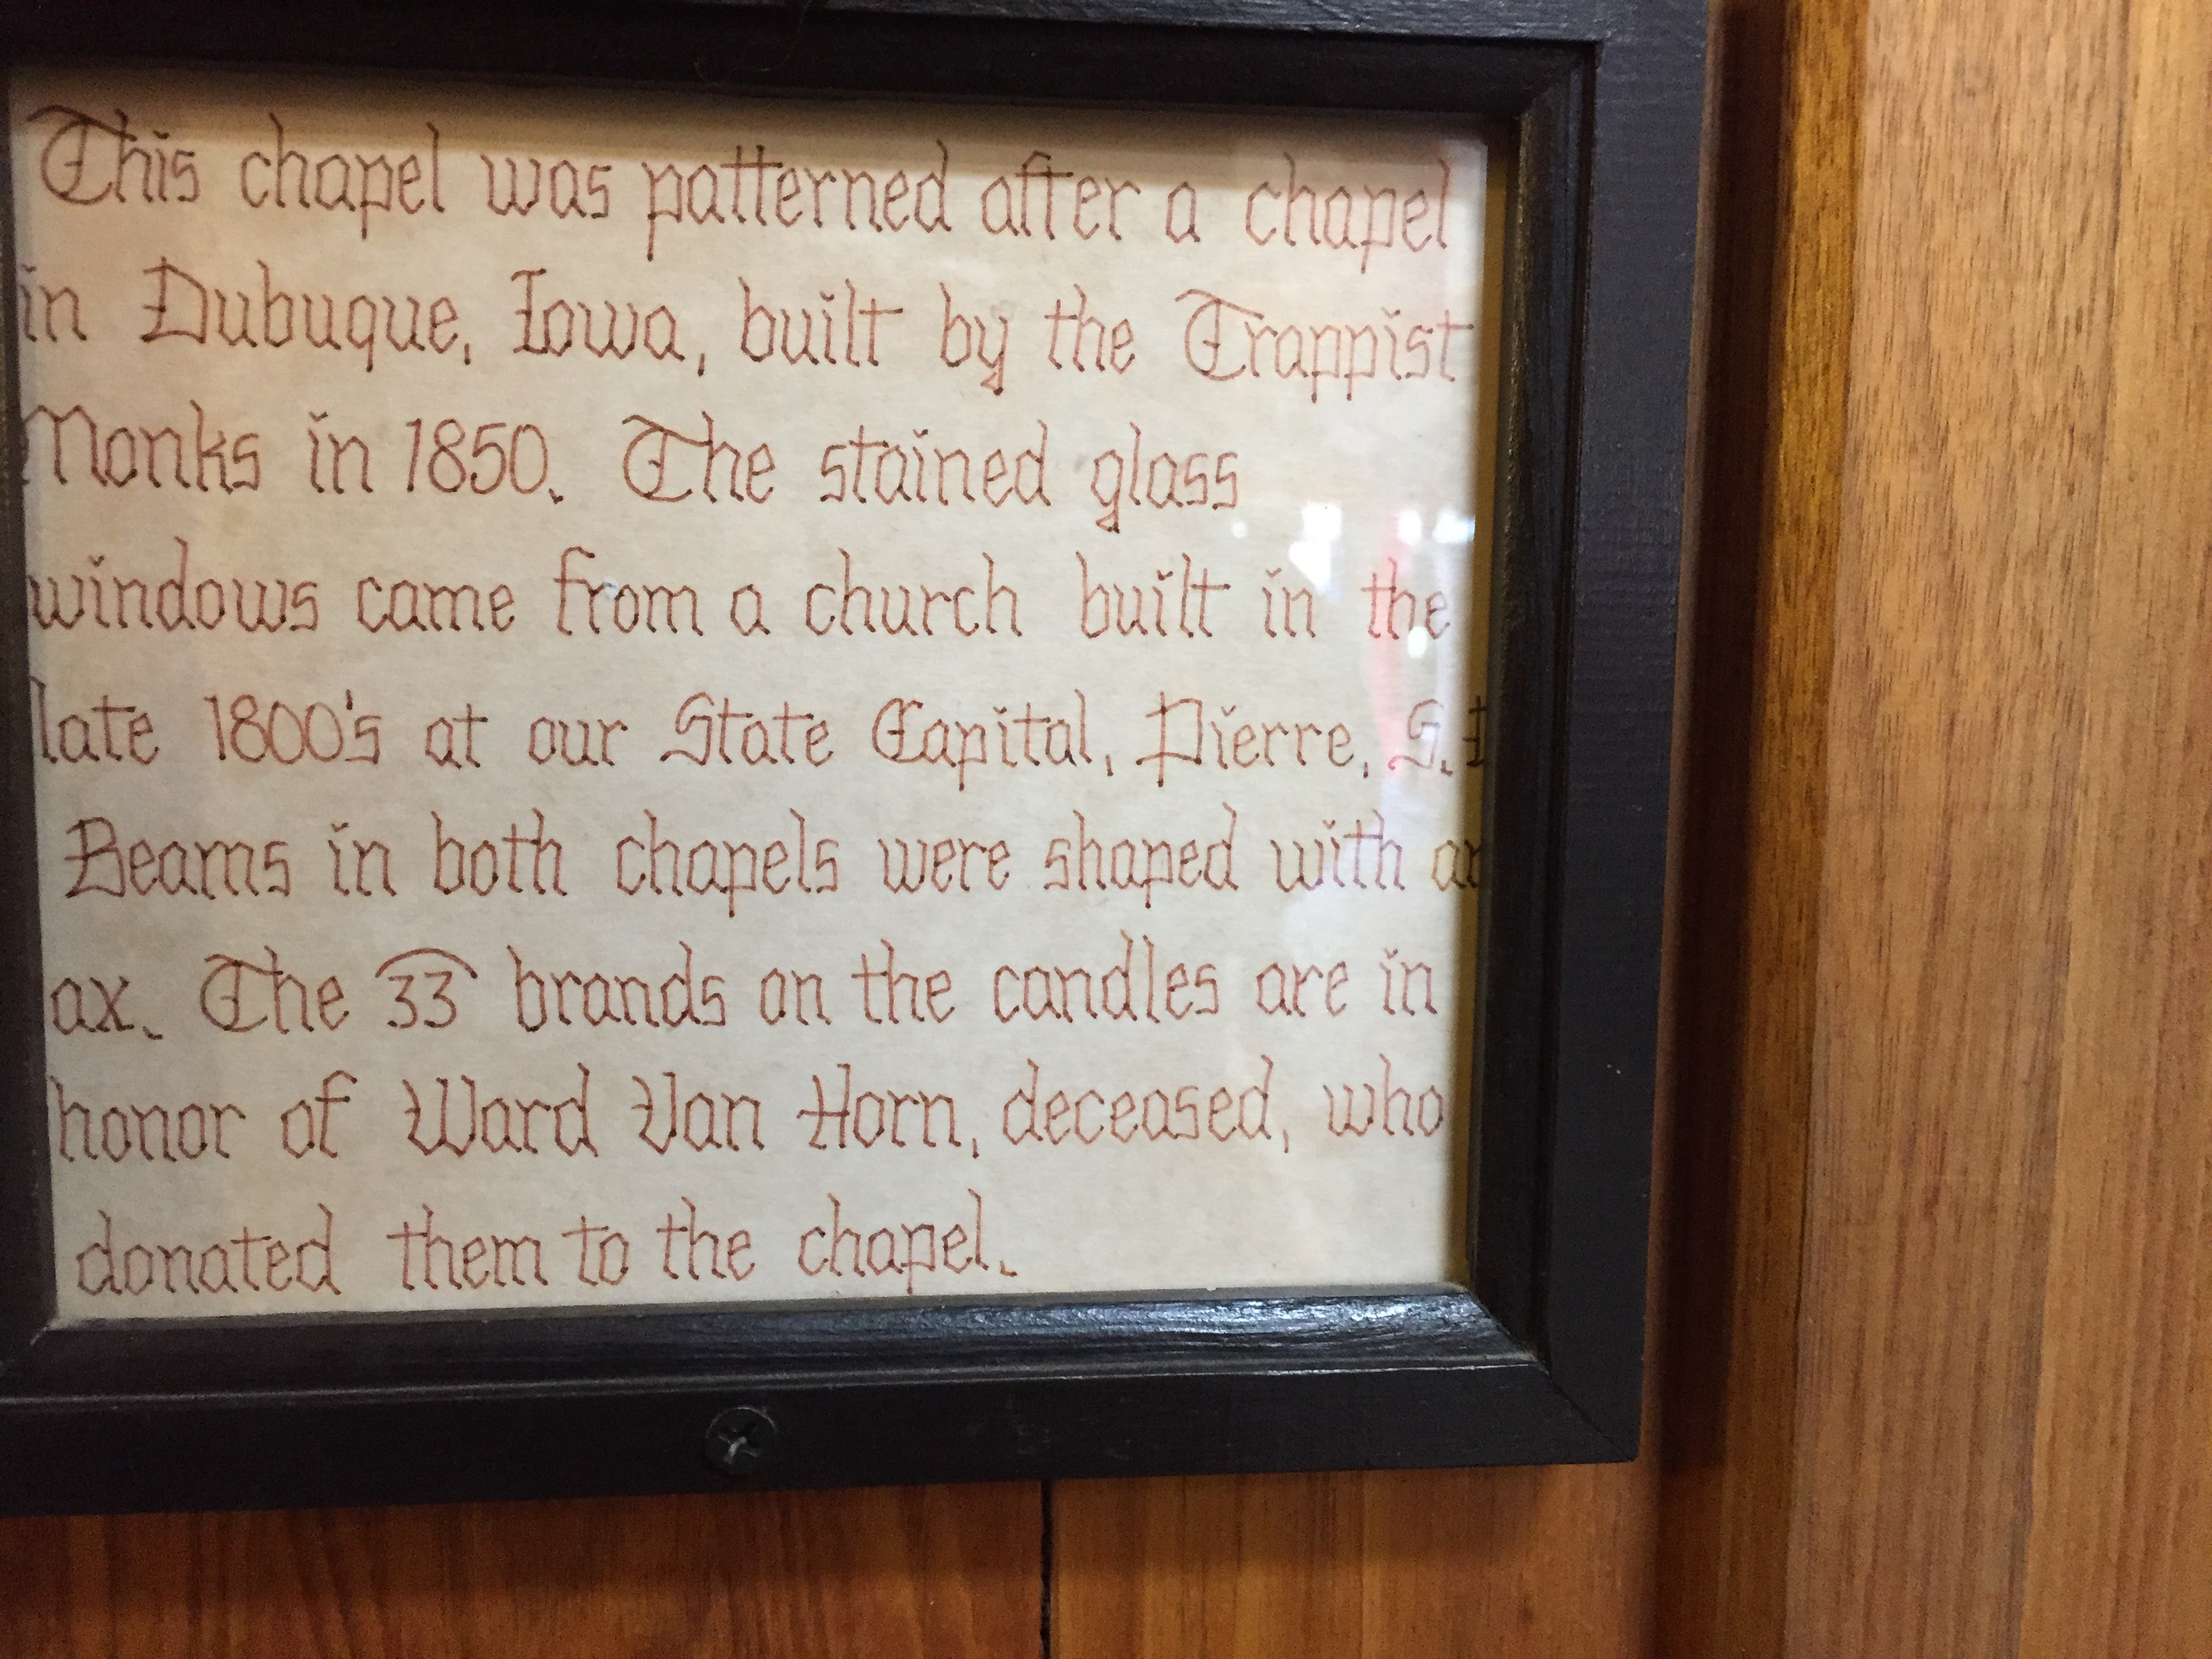 This chapel was patterned after a chapel
in Dubuque, Iowa, built by the Trappist
Monks in 1850. The stained glass
windows came from a church built in the
late 1800's at our State Capital, Pierre, S.D
Beams in both chapels were shaped with an
ax. The 33 brands on the candles are in
honor of Ward Van Horn, deceased, who
donated them to the chapel.